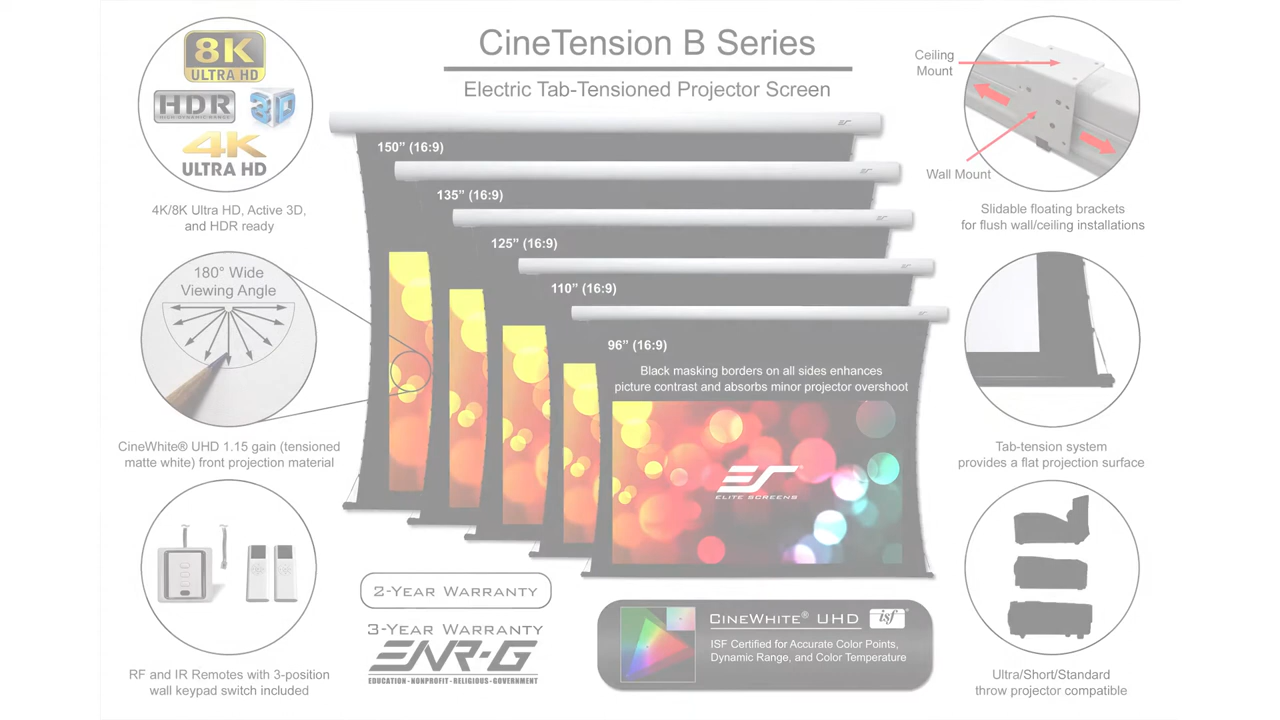 CineTension B Series
Electric Tab-Tensioned Projector Screen
8K
ULTRA HD
HDR
HIGH DYNAMIC RANGE
3D
4K
ULTRA HD
4K/8K Ultra HD, Active 3D,
and HDR ready
180° Wide
Viewing Angle
CineWhite® UHD 1.15 gain (tensioned
matte white) front projection material
RF and IR Remotes with 3-position
wall keypad switch included
150” (16:9)
135” (16:9)
125” (16:9)
110” (16:9)
96” (16:9)
Black masking borders on all sides enhances
picture contrast and absorbs minor projector overshoot
ES
ELITE SCREENS
2-YEAR WARRANTY
3-YEAR WARRANTY
ENR-G
EDUCATION - NONPROFIT - RELIGIOUS - GOVERNMENT
CINEWHITE® UHD
isf®
ISF Certified for Accurate Color Points,
Dynamic Range, and Color Temperature
Ceiling
Mount
Wall Mount
Slidable floating brackets
for flush wall/ceiling installations
Tab-tension system
provides a flat projection surface
Ultra/Short/Standard
throw projector compatible